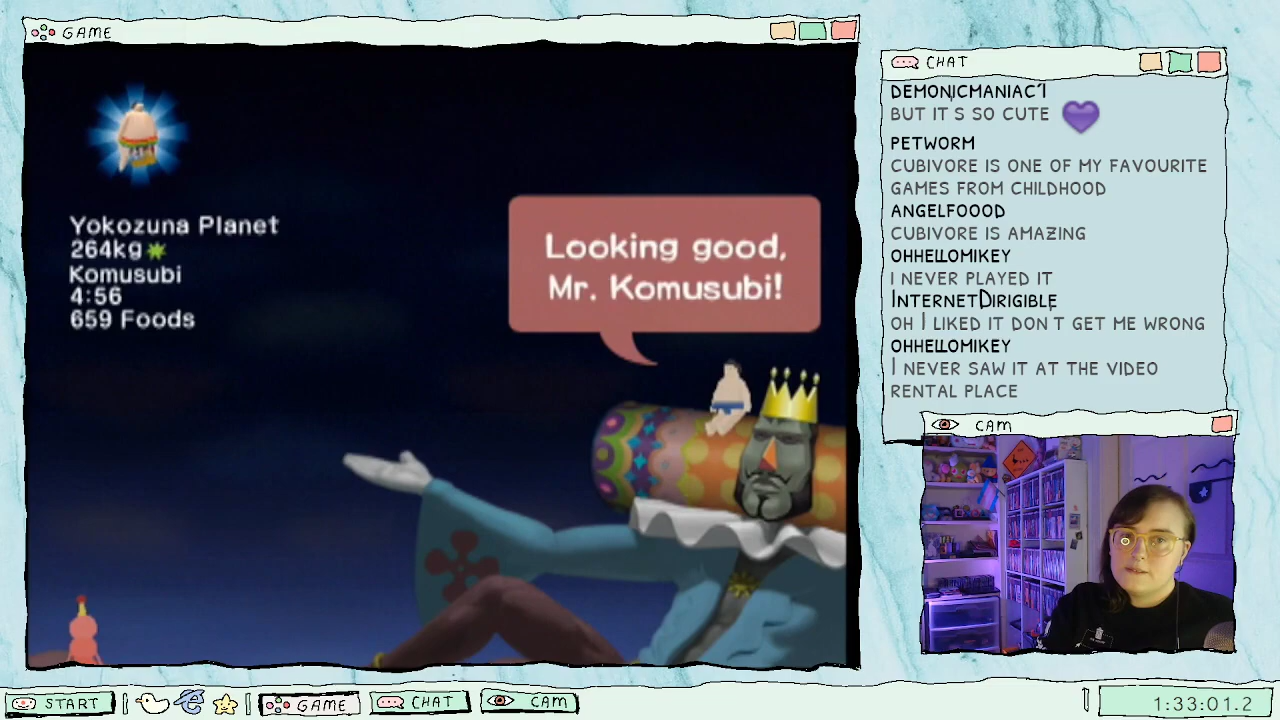 GAME
Yokozuna Planet
264kg
Komusubi
4:56
659 Foods
Looking good,
Mr. Komusubi!
CHAT
DEMONICMANIAC1
BUT IT S SO CUTE
PETWORM
CUBIVORE IS ONE OF MY FAVOURITE
GAMES FROM CHILDHOOD
ANGELFOOOD
CUBIVORE IS AMAZING
OHHELLOMIKEY
I NEVER PLAYED IT
INTERNETDIRIGIBLE
OH I LIKED IT DON T GET ME WRONG
OHHELLOMIKEY
I NEVER SAW IT AT THE VIDEO
RENTAL PLACE
CAM
START
GAME
CHAT
CAM
1:33:01.2